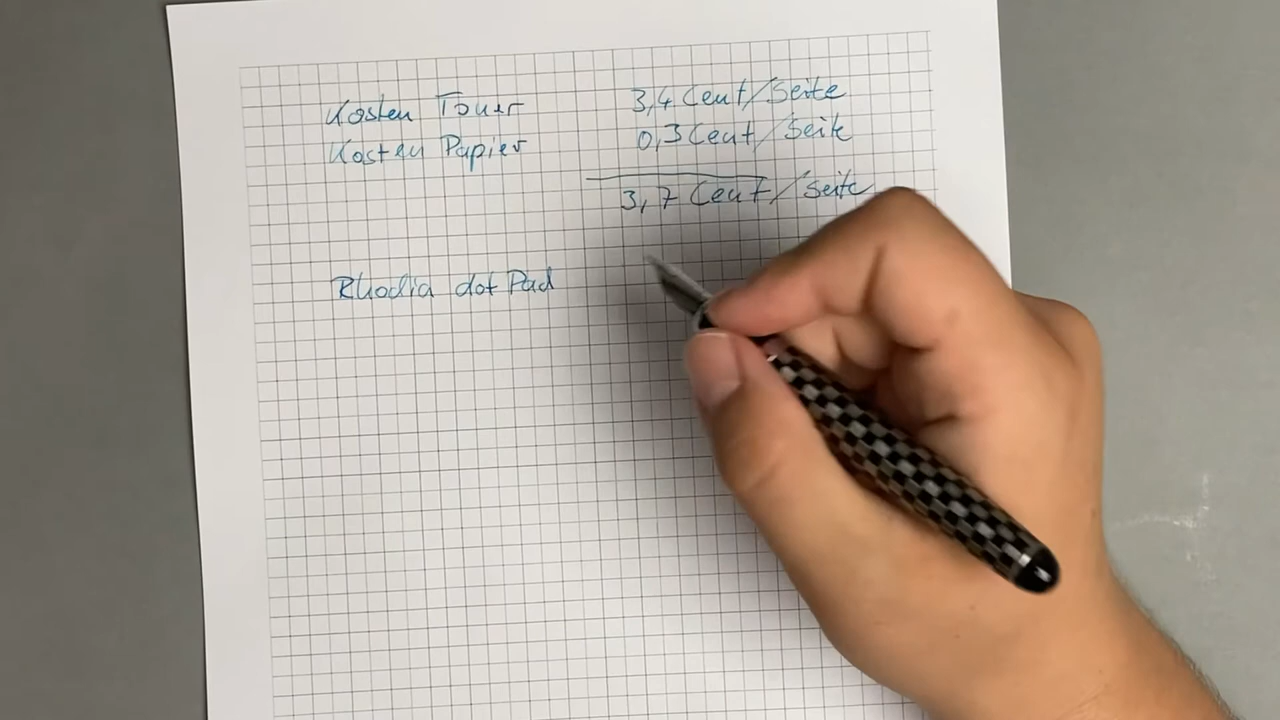 Kosten Toner 3,4 Cent/Seite
Kosten Papier 0,3 Cent/Seite
3,7 Cent/Seite
Rhodia dot Pad